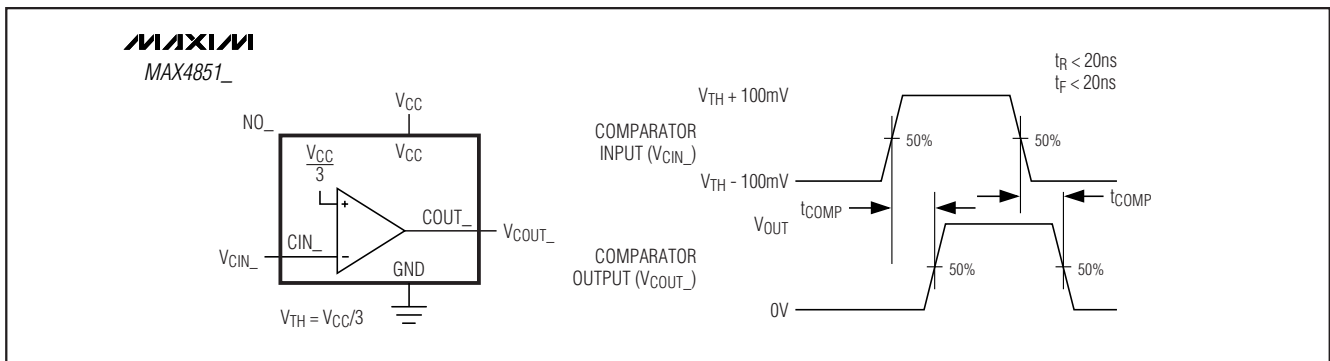 MAXIM
MAX4851_
NO_
VCC
VCC
VCC
3
+
COUT_
VCOUT_
CIN_
VCIN_
-
GND
VTH = VCC/3
tR < 20ns
tF < 20ns
VTH + 100mV
COMPARATOR
INPUT (VCIN_)
50%
50%
VTH - 100mV
tCOMP
tCOMP
VOUT
COMPARATOR
OUTPUT (VCOUT_)
50%
50%
0V